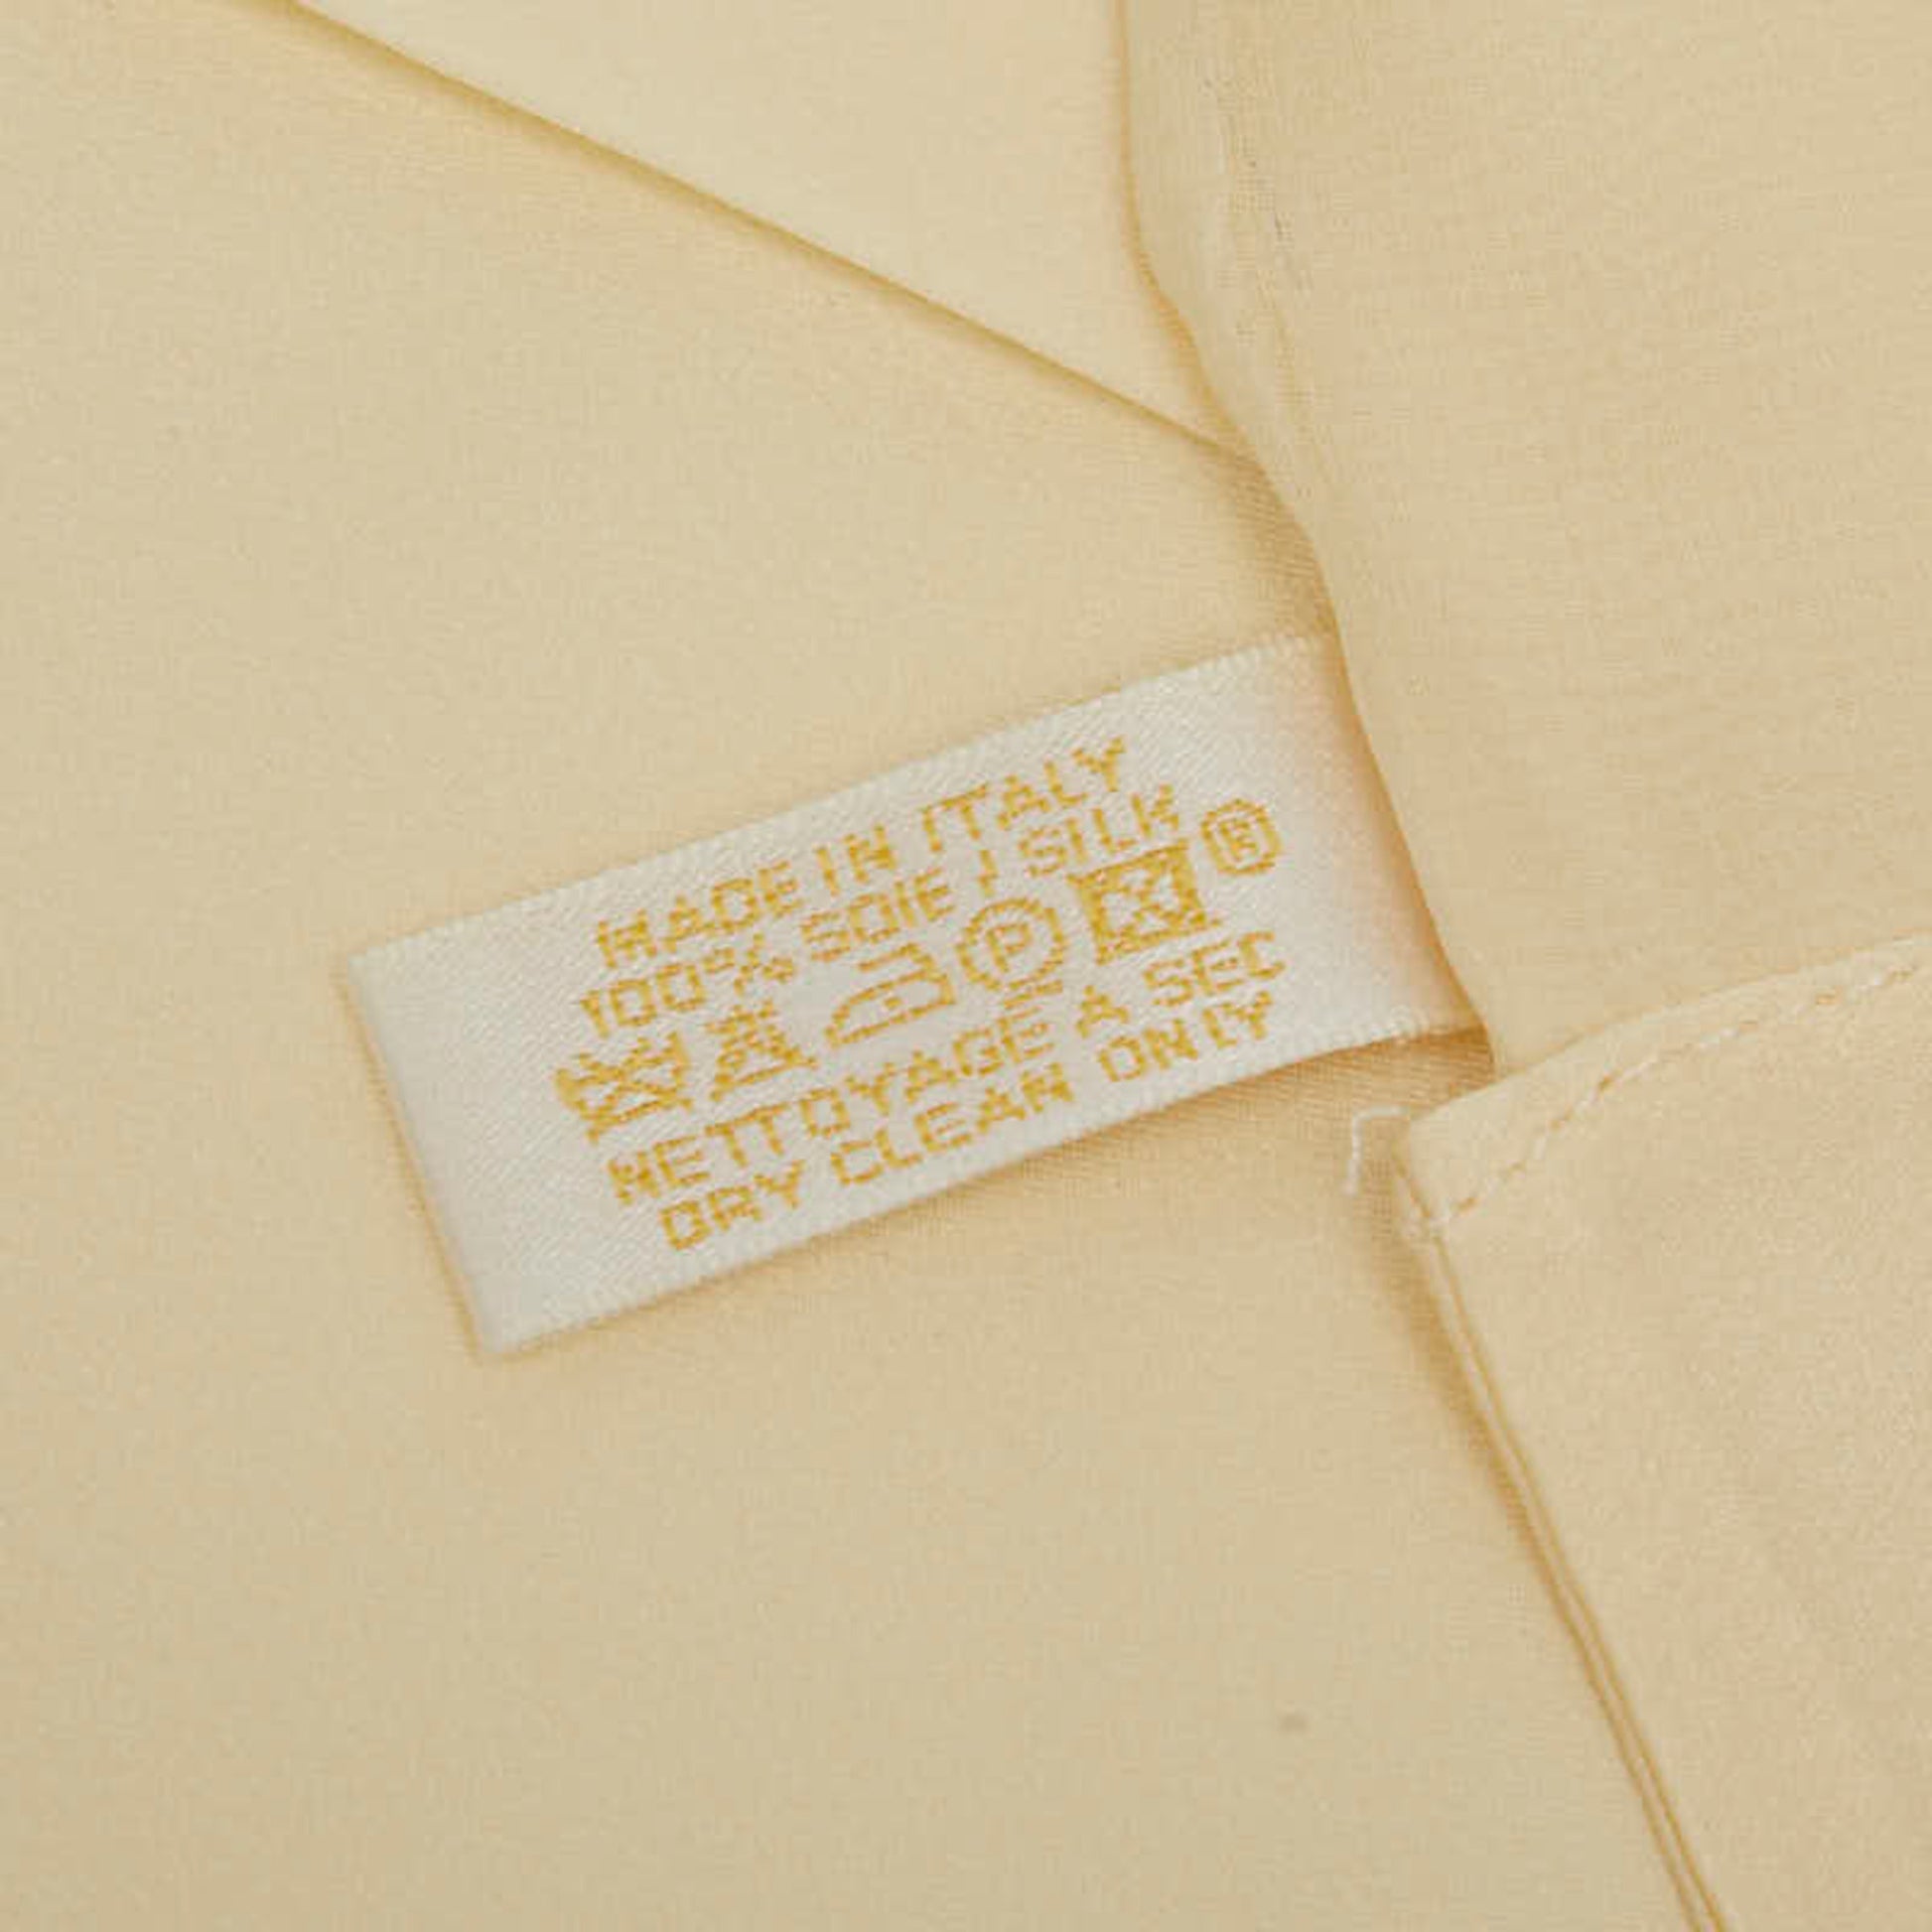 MADE IN ITALY
100% SOIE / SILK
P ®
NETTOYAGE A SEC
DRY CLEAN ONLY